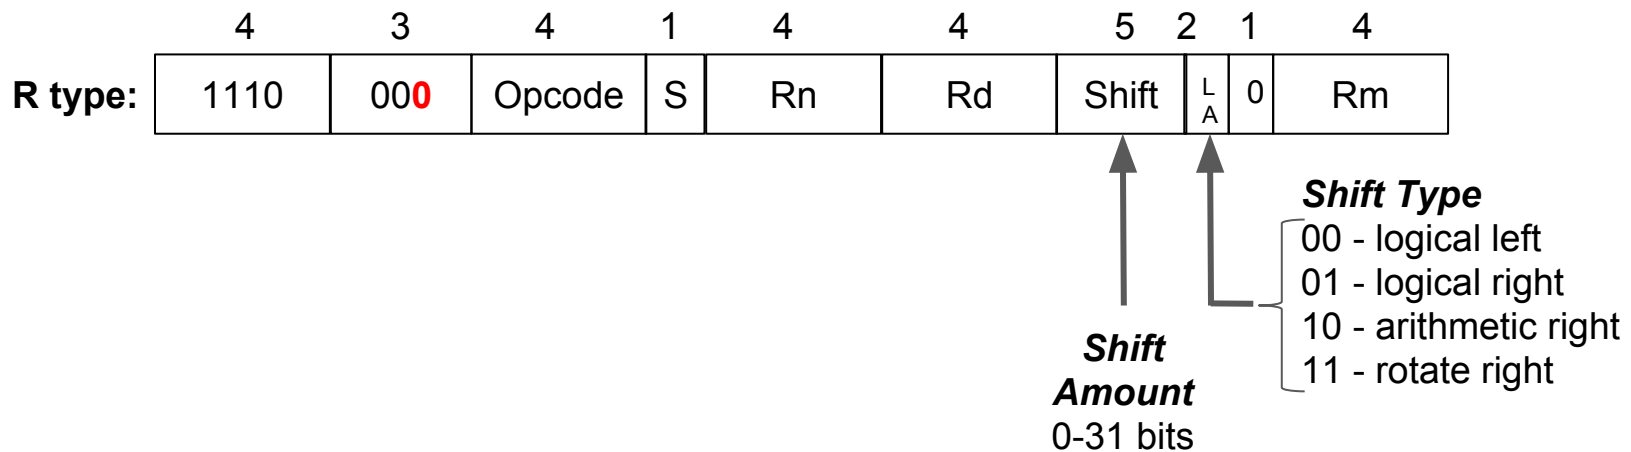 4 3 4 1 4 4 5 2 1 4
R type: 1110 000 Opcode S Rn Rd Shift L A 0 Rm
Shift Type
00 - logical left
01 - logical right
10 - arithmetic right
11 - rotate right
Shift
Amount
0-31 bits